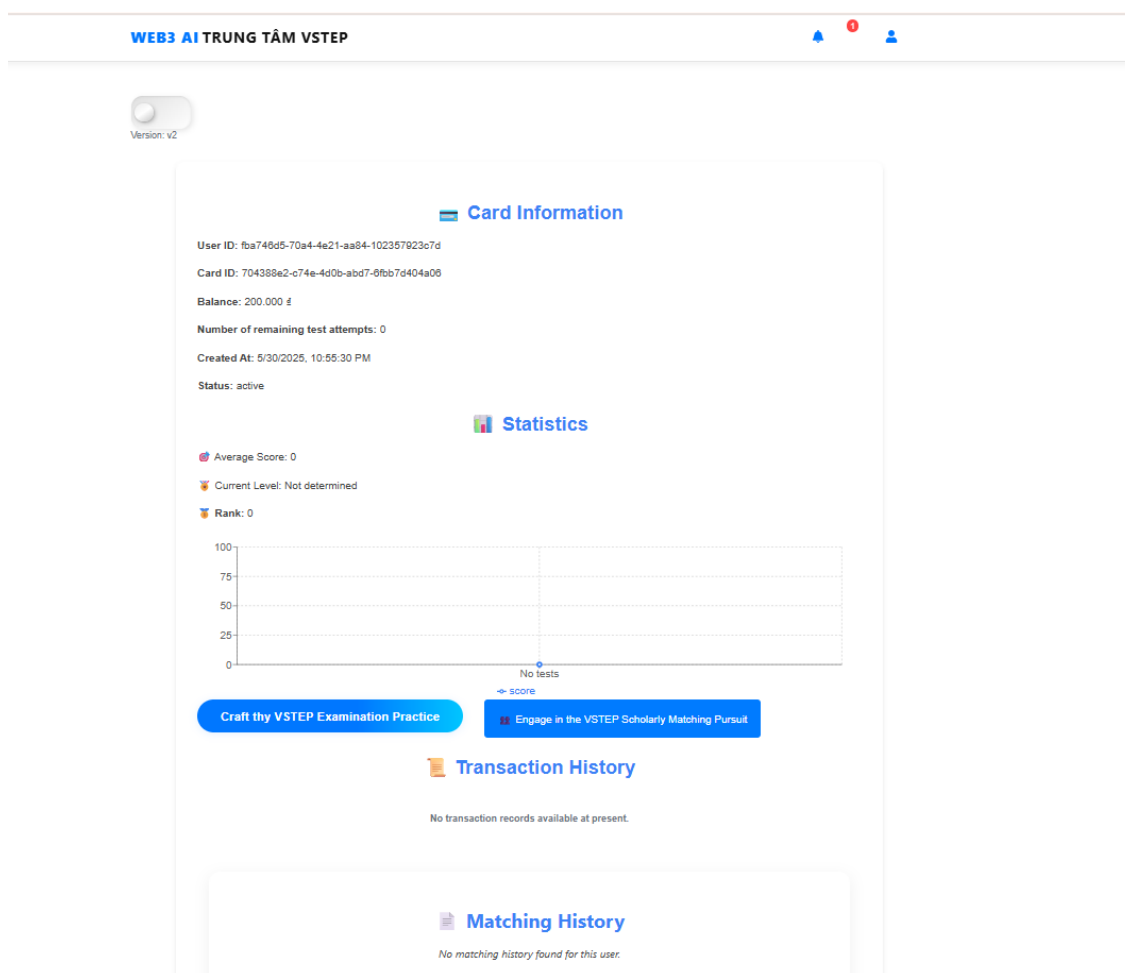 WEB3 AI TRUNG TÂM VSTEP
1
Version: v2
Card Information
User ID: fba746d5-70a4-4e21-aa84-102357923c7d
Card ID: 704388e2-c74e-4d0b-abd7-6fbb7d404a06
Balance: 200.000 ₫
Number of remaining test attempts: 0
Created At: 5/30/2025, 10:55:30 PM
Status: active
Statistics
Average Score: 0
Current Level: Not determined
Rank: 0
100
75
50
25
0
No tests
score
Craft thy VSTEP Examination Practice
Engage in the VSTEP Scholarly Matching Pursuit
Transaction History
No transaction records available at present.
Matching History
No matching history found for this user.